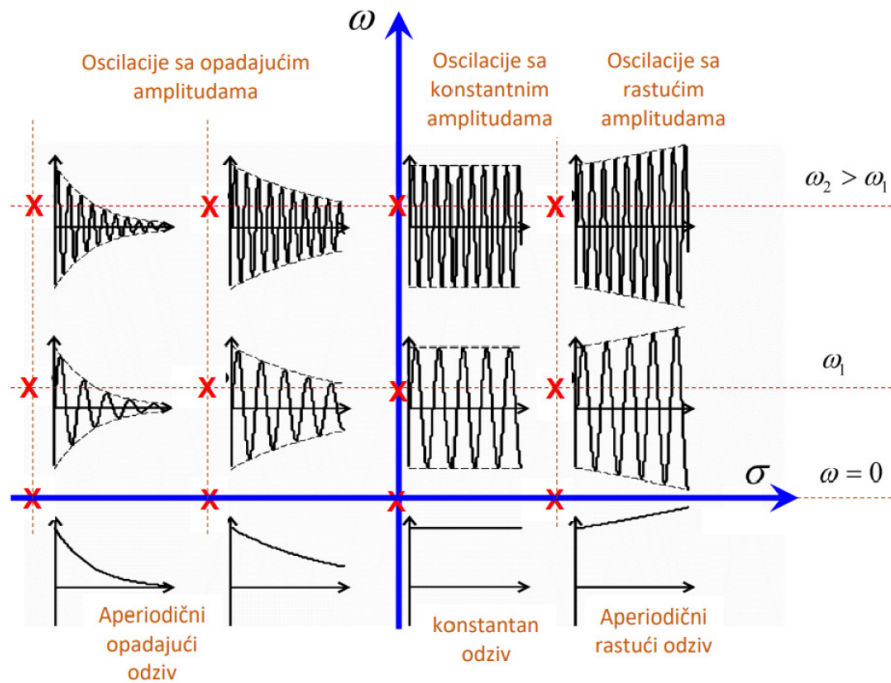 ω
Oscilacije sa opadajućim
amplitudama
Oscilacije sa
konstantnim
amplitudama
Oscilacije sa
rastućim
amplitudama
ω₂ > ω₁
X X X X
ω₁
X X X X
σ
ω = 0
X X X X
Aperiodični
opadajući
odziv
konstantan
odziv
Aperiodični
rastući odziv